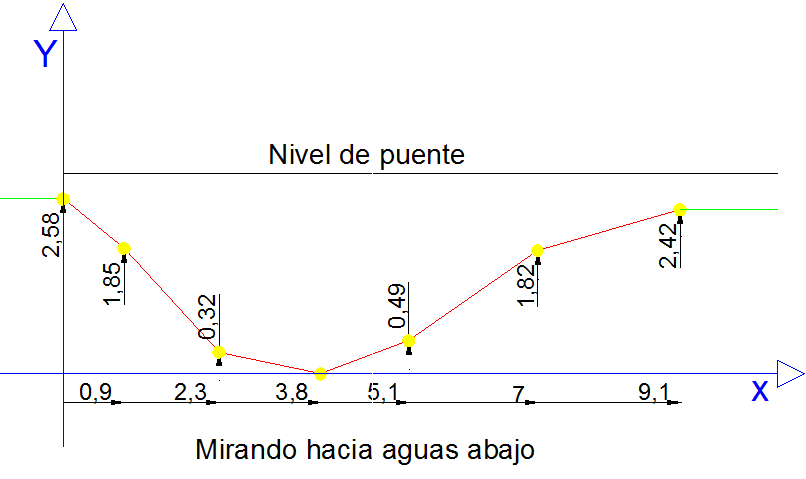 Y
Nivel de puente
2,58
1,85
0,32
0,49
1,82
2,42
0,9 2,3 3,8 5,1 7 9,1
x
Mirando hacia aguas abajo